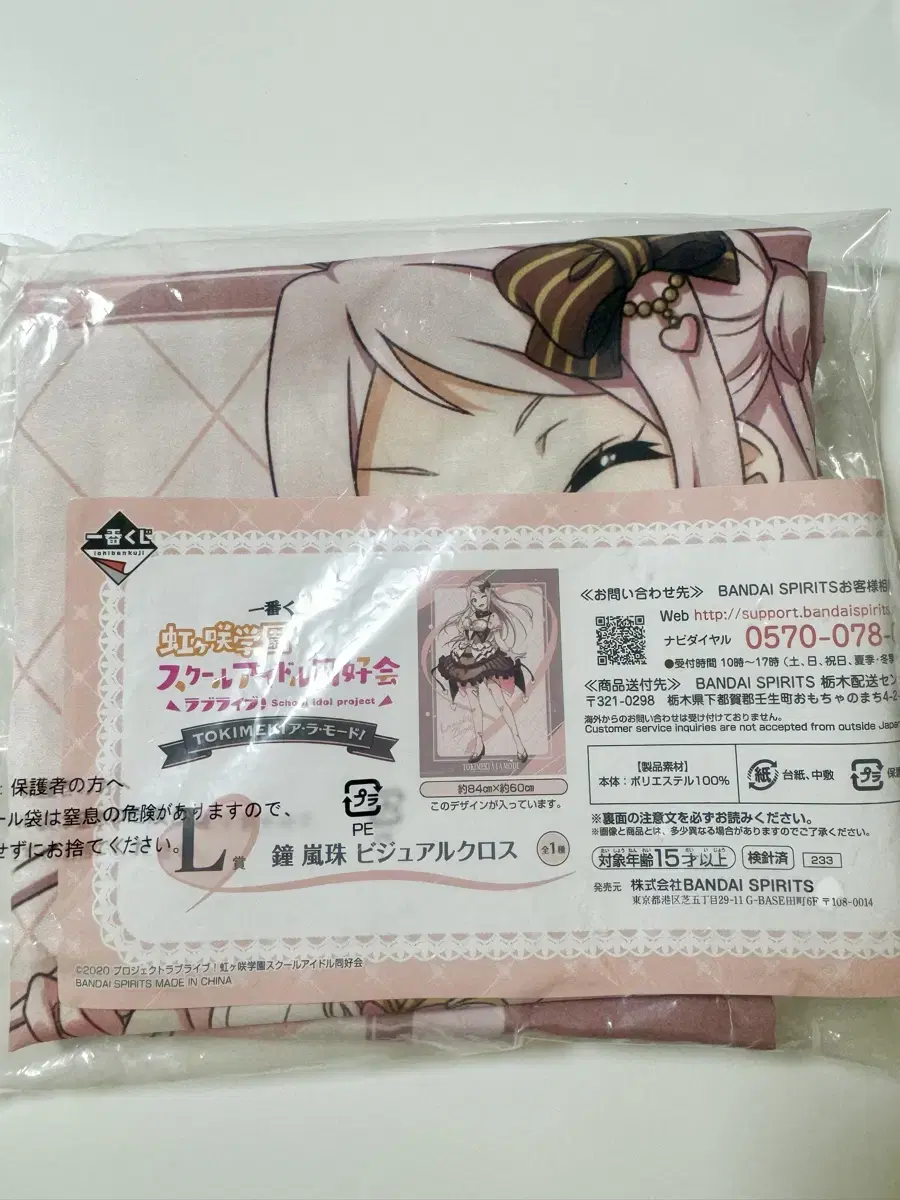 一番くじ
ichibankuji
一番く
虹ヶ咲学園
スクールアイドル同好会
ラブライブ! School idol project
TOKIMEKI ア・ラ・モード!
保護者の方へ
ール袋は窒息の危険がありますので、
せずにお捨てください。
プラ
PE
L賞 鐘 嵐珠 ビジュアルクロス 全1種
TOKIMEKI A LA MODE!
約84㎝×約60㎝
このデザインが入っています。
≪お問い合わせ先≫ BANDAI SPIRITSお客様相
Web http://support.bandaispirits
ナビダイヤル 0570-078-
●受付時間 10時～17時 (土、日、祝日、夏季・冬季
≪商品送付先≫ BANDAI SPIRITS 栃木配送セン
〒321-0298 栃木県下都賀郡壬生町おもちゃのまち4-2-
海外からのお問い合わせは受け付けておりません。
Customer service inquiries are not accepted from outside Japan
【製品素材】
本体：ポリエステル100%
紙 台紙、中敷
プラ 保護
※裏面の注意文を必ずお読みください。
※画像と商品とは、多少異なる場合がありますのでご了承ください。
対象年齢15才以上 検針済 233
発売元 株式会社BANDAI SPIRITS
東京都港区芝五丁目29-11 G-BASE田町6F 〒108-0014
©2020 プロジェクトラブライブ！虹ヶ咲学園スクールアイドル同好会
BANDAI SPIRITS MADE IN CHINA